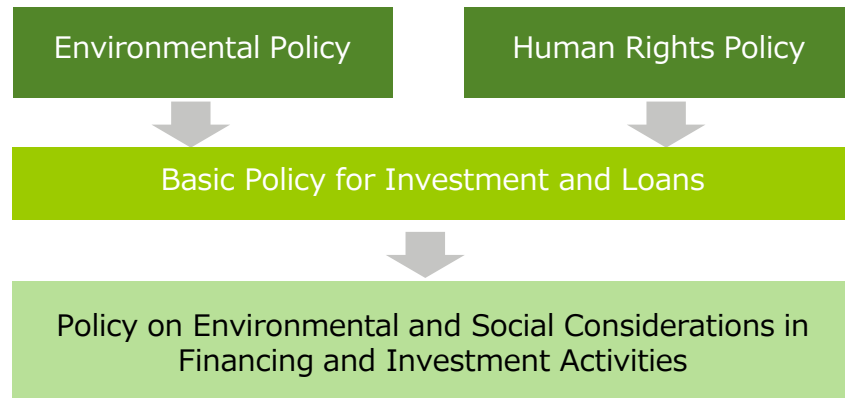 Environmental Policy
Human Rights Policy
Basic Policy for Investment and Loans
Policy on Environmental and Social Considerations in
Financing and Investment Activities